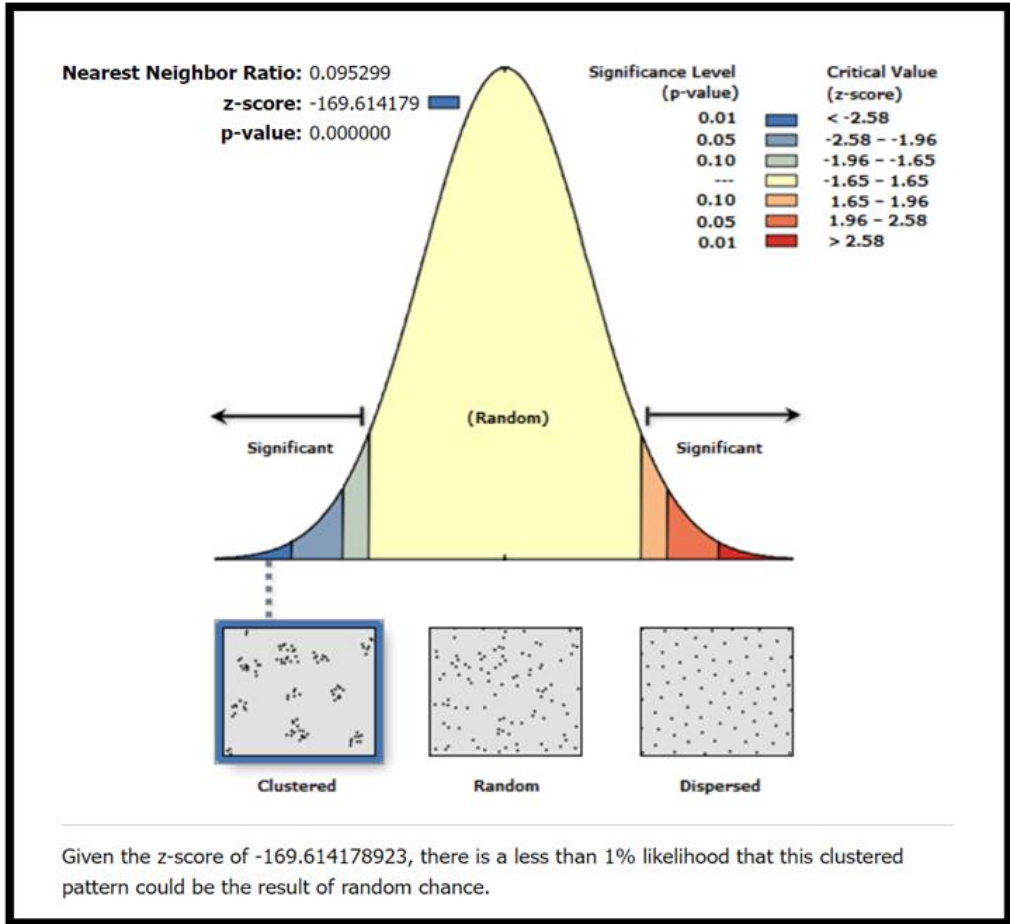 Nearest Neighbor Ratio: 0.095299
z-score: -169.614179
p-value: 0.000000
Significance Level
(p-value)
Critical Value
(z-score)
0.01 < -2.58
0.05 -2.58 – -1.96
0.10 -1.96 – -1.65
--- -1.65 – 1.65
0.10 1.65 – 1.96
0.05 1.96 – 2.58
0.01 > 2.58
(Random)
Significant
Significant
Clustered
Random
Dispersed
Given the z-score of -169.614178923, there is a less than 1% likelihood that this clustered
pattern could be the result of random chance.